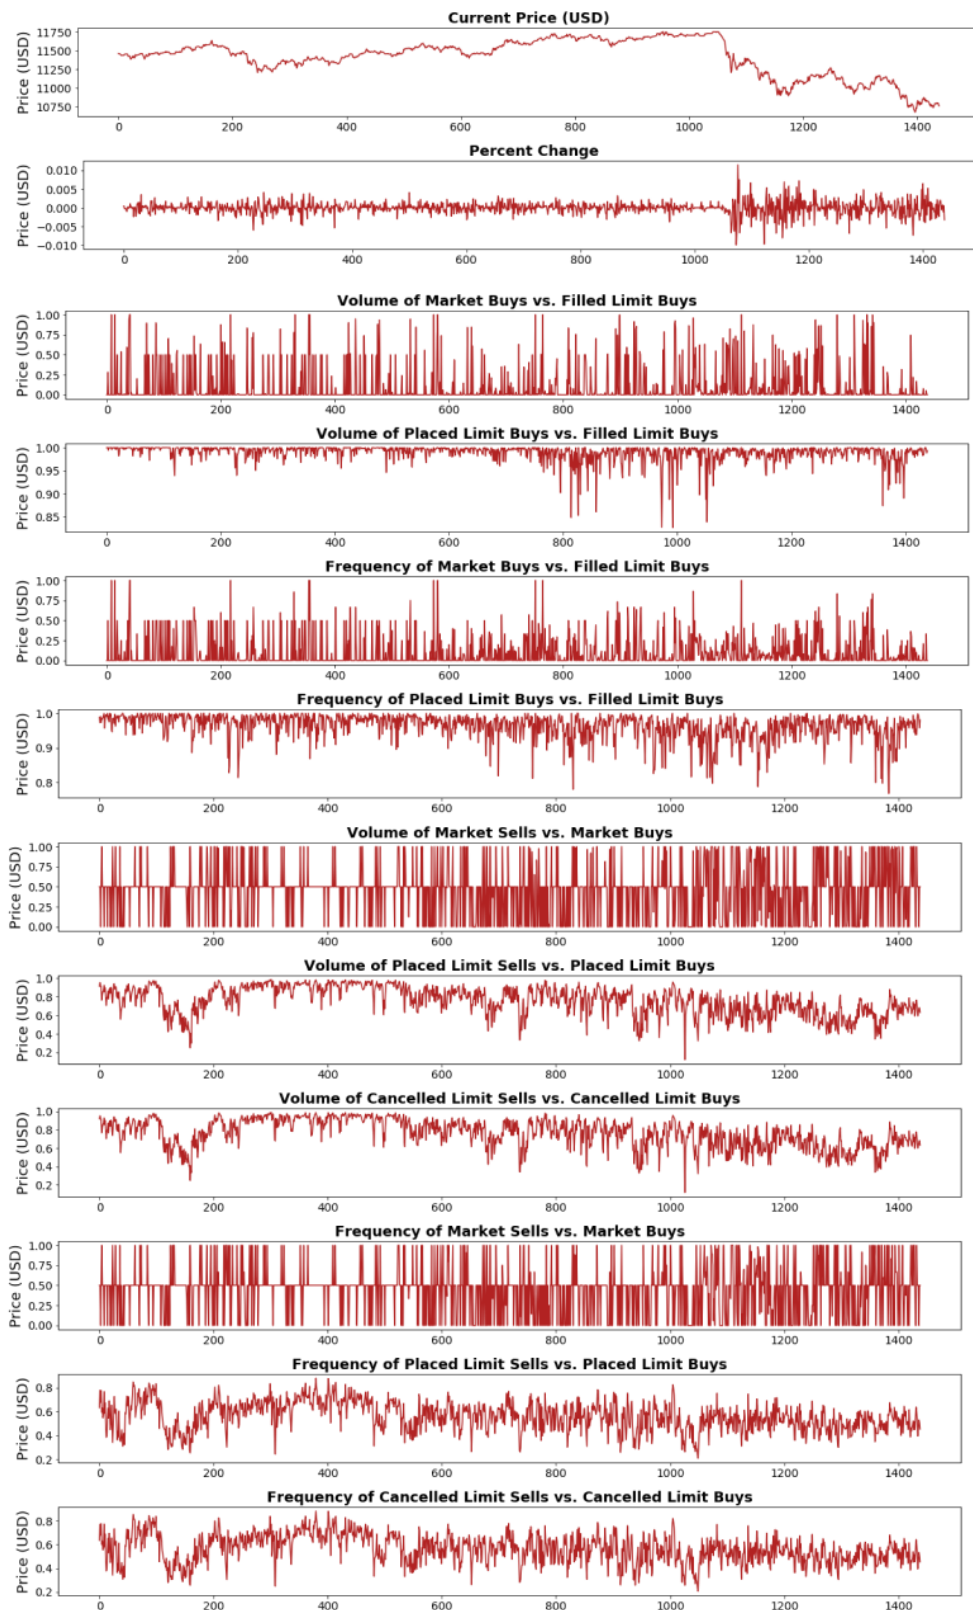 Current Price (USD)
Price (USD)
11750
11500
11250
11000
10750
0 200 400 600 800 1000 1200 1400
Percent Change
Price (USD)
0.010
0.005
0.000
−0.005
−0.010
0 200 400 600 800 1000 1200 1400
Volume of Market Buys vs. Filled Limit Buys
Price (USD)
1.00
0.75
0.50
0.25
0.00
0 200 400 600 800 1000 1200 1400
Volume of Placed Limit Buys vs. Filled Limit Buys
Price (USD)
1.00
0.95
0.90
0.85
0 200 400 600 800 1000 1200 1400
Frequency of Market Buys vs. Filled Limit Buys
Price (USD)
1.00
0.75
0.50
0.25
0.00
0 200 400 600 800 1000 1200 1400
Frequency of Placed Limit Buys vs. Filled Limit Buys
Price (USD)
1.0
0.9
0.8
0 200 400 600 800 1000 1200 1400
Volume of Market Sells vs. Market Buys
Price (USD)
1.00
0.75
0.50
0.25
0.00
0 200 400 600 800 1000 1200 1400
Volume of Placed Limit Sells vs. Placed Limit Buys
Price (USD)
1.0
0.8
0.6
0.4
0.2
0 200 400 600 800 1000 1200 1400
Volume of Cancelled Limit Sells vs. Cancelled Limit Buys
Price (USD)
1.0
0.8
0.6
0.4
0.2
0 200 400 600 800 1000 1200 1400
Frequency of Market Sells vs. Market Buys
Price (USD)
1.00
0.75
0.50
0.25
0.00
0 200 400 600 800 1000 1200 1400
Frequency of Placed Limit Sells vs. Placed Limit Buys
Price (USD)
0.8
0.6
0.4
0.2
0 200 400 600 800 1000 1200 1400
Frequency of Cancelled Limit Sells vs. Cancelled Limit Buys
Price (USD)
0.8
0.6
0.4
0.2
0 200 400 600 800 1000 1200 1400